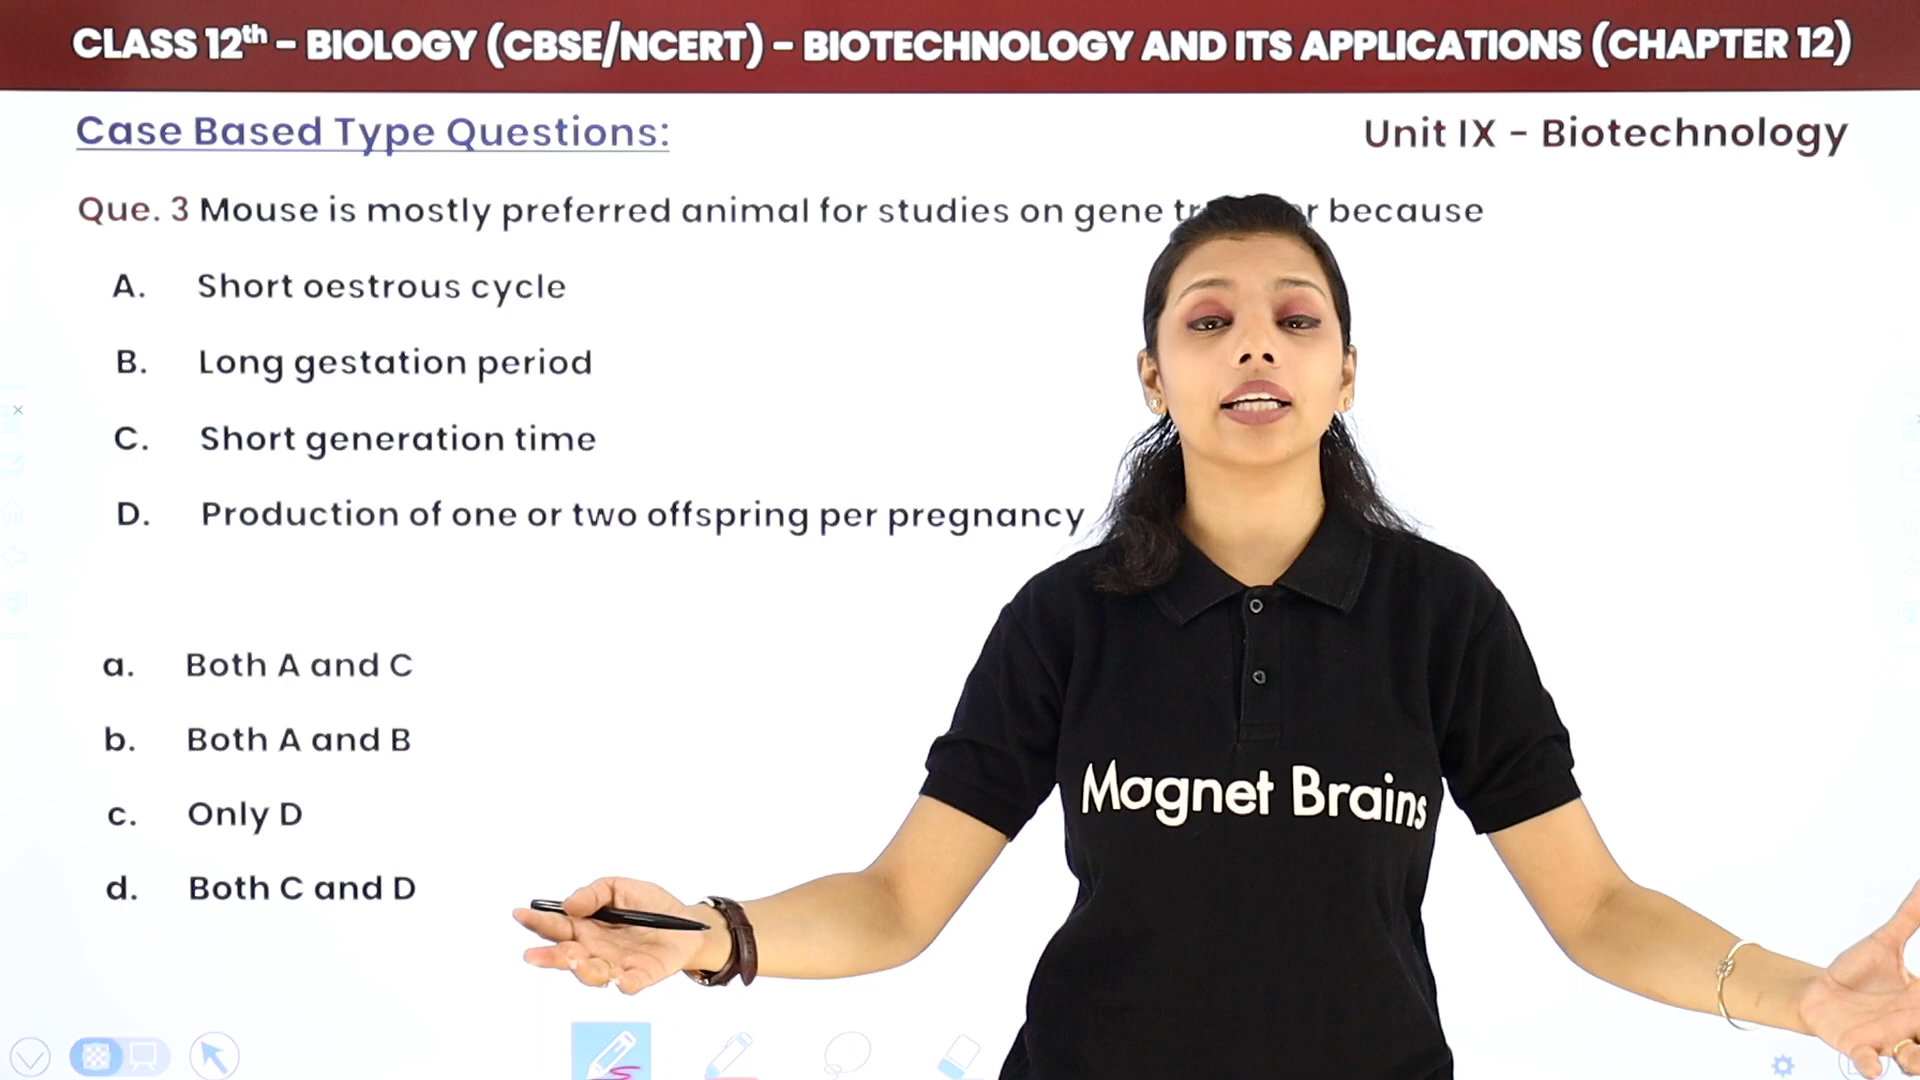 CLASS 12th - BIOLOGY (CBSE/NCERT) - BIOTECHNOLOGY AND ITS APPLICATIONS (CHAPTER 12)
Case Based Type Questions:
Unit IX - Biotechnology
Que. 3 Mouse is mostly preferred animal for studies on gene because
A. Short oestrous cycle
B. Long gestation period
C. Short generation time
D. Production of one or two offspring per pregnancy
a. Both A and C
b. Both A and B
c. Only D
d. Both C and D
Magnet Brains